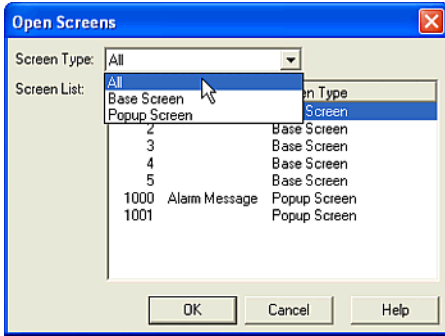 Open Screens
Screen Type: All
All
Base Screen
Popup Screen
Screen List:
en Type
Screen
2 Base Screen
3 Base Screen
4 Base Screen
5 Base Screen
1000 Alarm Message Popup Screen
1001 Popup Screen
OK Cancel Help